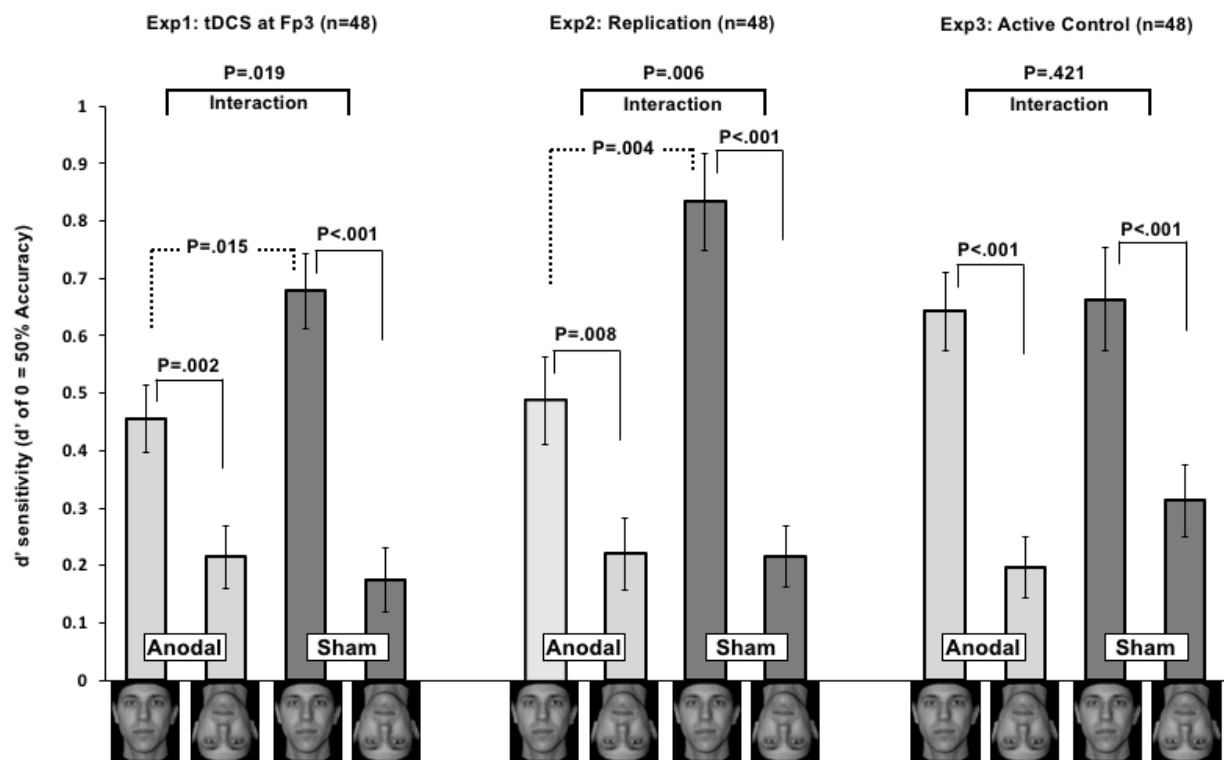 Exp1: tDCS at Fp3 (n=48)
Exp2: Replication (n=48)
Exp3: Active Control (n=48)
P=.019
Interaction
P=.006
Interaction
P=.421
Interaction
d' sensitivity (d' of 0 = 50% Accuracy)
1
0.9
0.8
0.7
0.6
0.5
0.4
0.3
0.2
0.1
0
P=.015
P<.001
P=.002
Anodal
Sham
P=.004
P<.001
P=.008
Anodal
Sham
P<.001
P<.001
Anodal
Sham